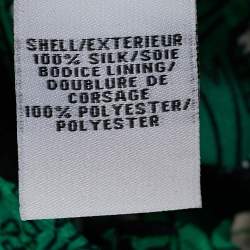 SHELL/EXTERIEUR
100% SILK/SOIE
BODICE LINING/
DOUBLURE DE
CORSAGE
100% POLYESTER/
POLYESTER